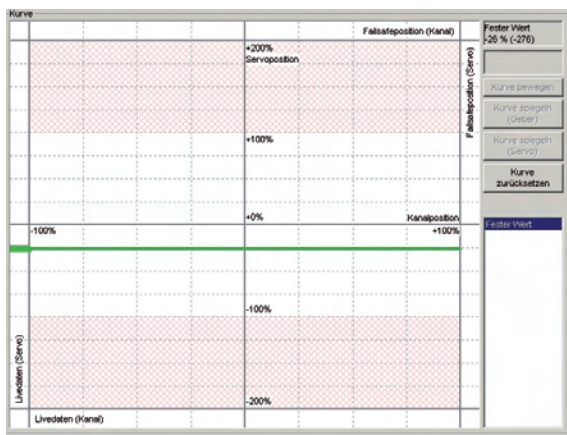 Kurve
Failsafeposition (Kanal)
Fester Wert
-26 % (-276)
+200%
Servoposition
Failsafeposition (Servo)
Kurve bewegen
Kurve spiegeln
(Geber)
+100%
Kurve spiegeln
(Servo)
Kurve
zurücksetzen
+0%
Kanalposition
-100%
+100%
Fester Wert
-100%
Livedaten (Servo)
-200%
Livedaten (Kanal)